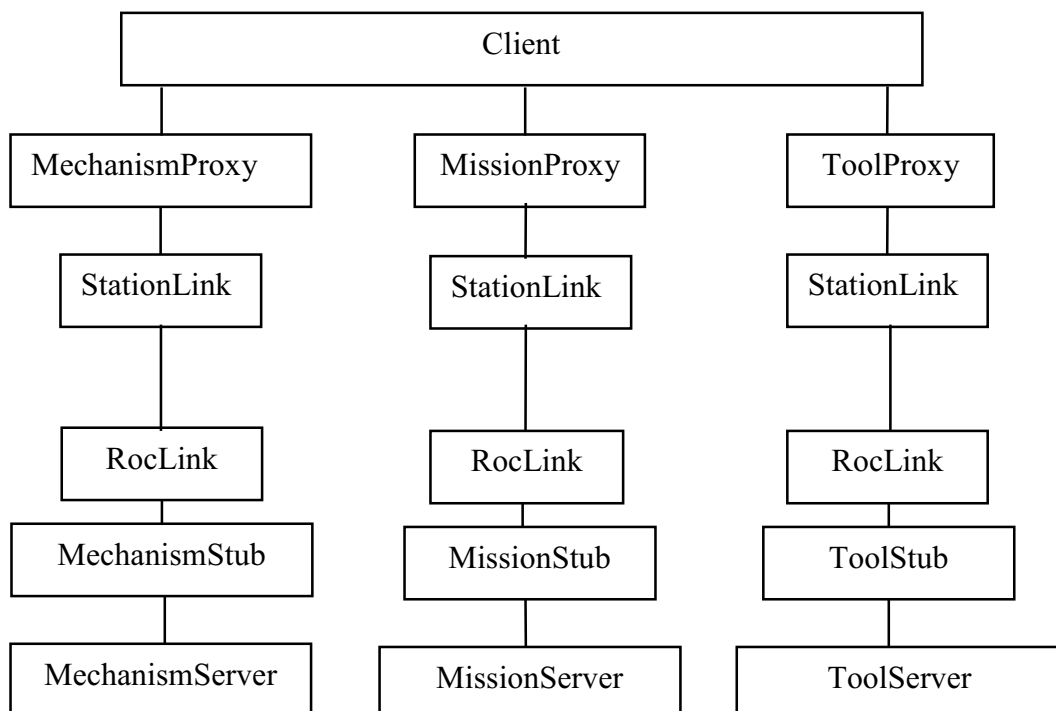 Client
MechanismProxy
MissionProxy
ToolProxy
StationLink
StationLink
StationLink
RocLink
RocLink
RocLink
MechanismStub
MissionStub
ToolStub
MechanismServer
MissionServer
ToolServer